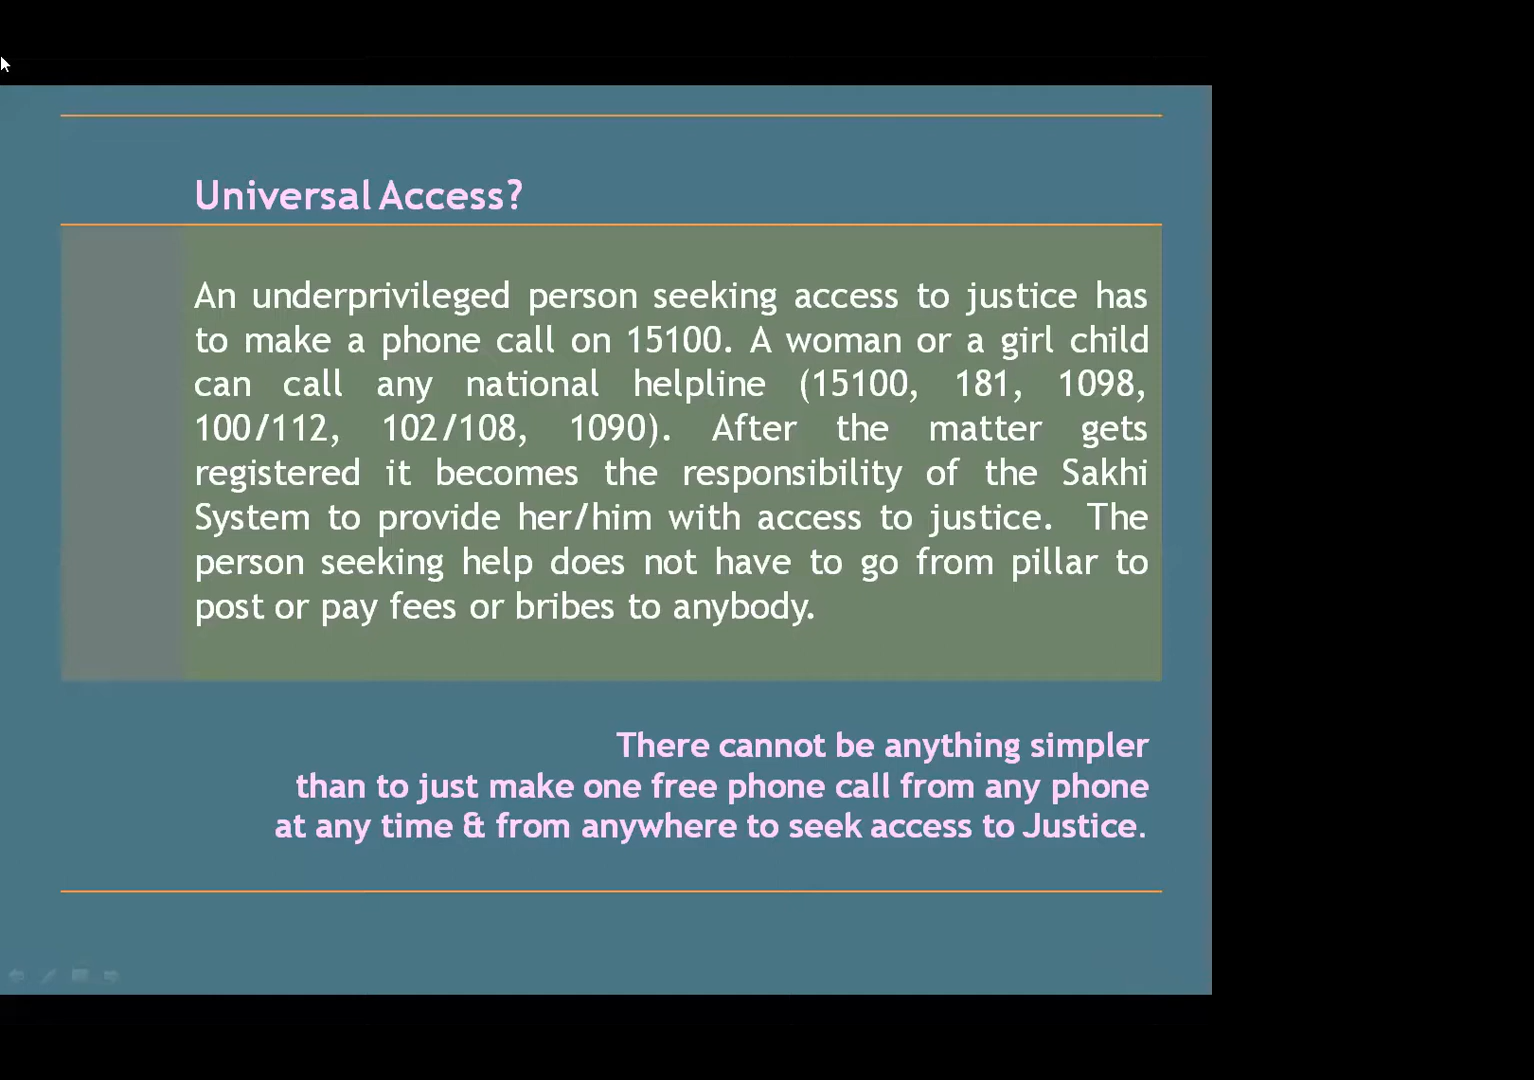 Universal Access?
An underprivileged person seeking access to justice has
to make a phone call on 15100. A woman or a girl child
can call any national helpline (15100, 181, 1098,
100/112, 102/108, 1090). After the matter gets
registered it becomes the responsibility of the Sakhi
System to provide her/him with access to justice. The
person seeking help does not have to go from pillar to
post or pay fees or bribes to anybody.
There cannot be anything simpler
than to just make one free phone call from any phone
at any time & from anywhere to seek access to Justice.